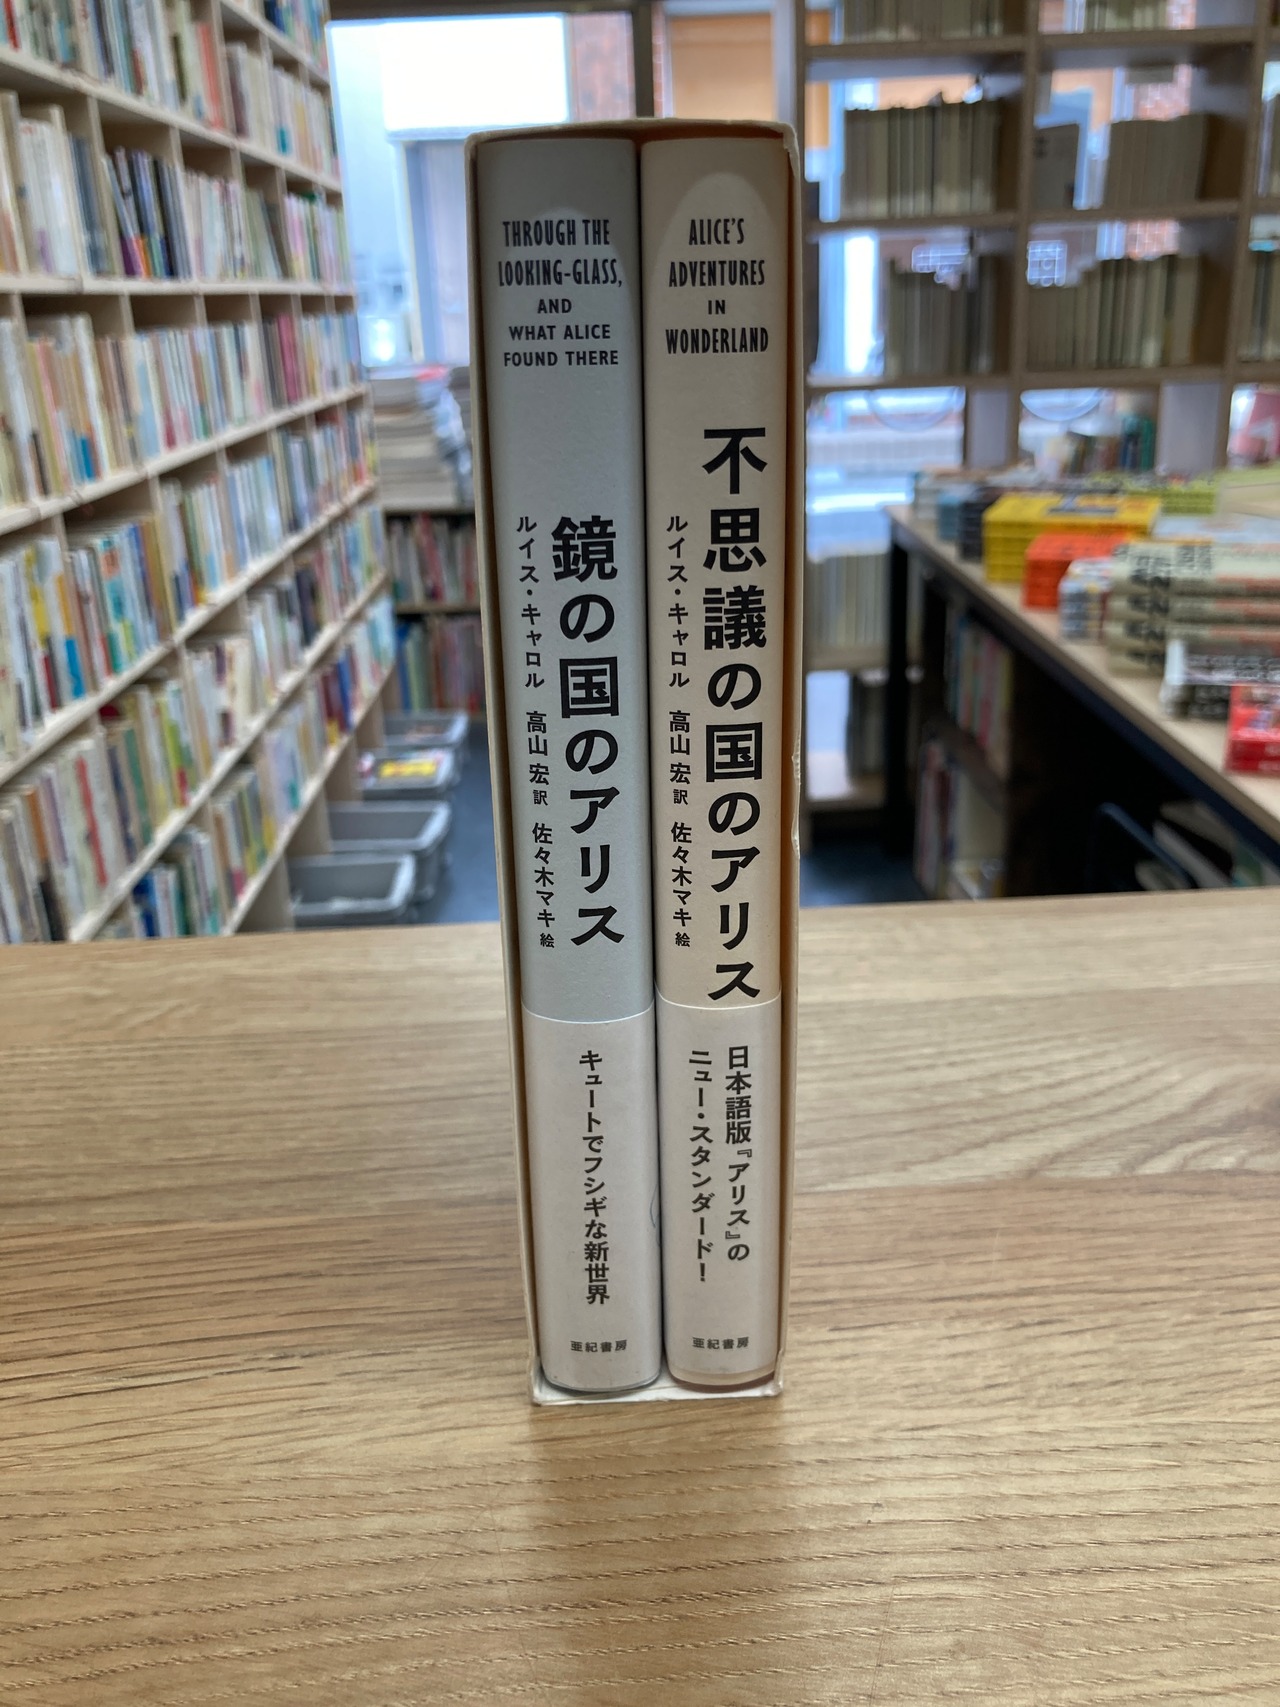 THROUGH THE
LOOKING-GLASS,
AND
WHAT ALICE
FOUND THERE
鏡の国のアリス
ルイス・キャロル 高山宏訳 佐々木マキ絵
キュートでフシギな新世界
亜紀書房
ALICE'S
ADVENTURES
IN
WONDERLAND
不思議の国のアリス
ルイス・キャロル 高山宏訳 佐々木マキ絵
日本語版『アリス』の
ニュー・スタンダード!
亜紀書房